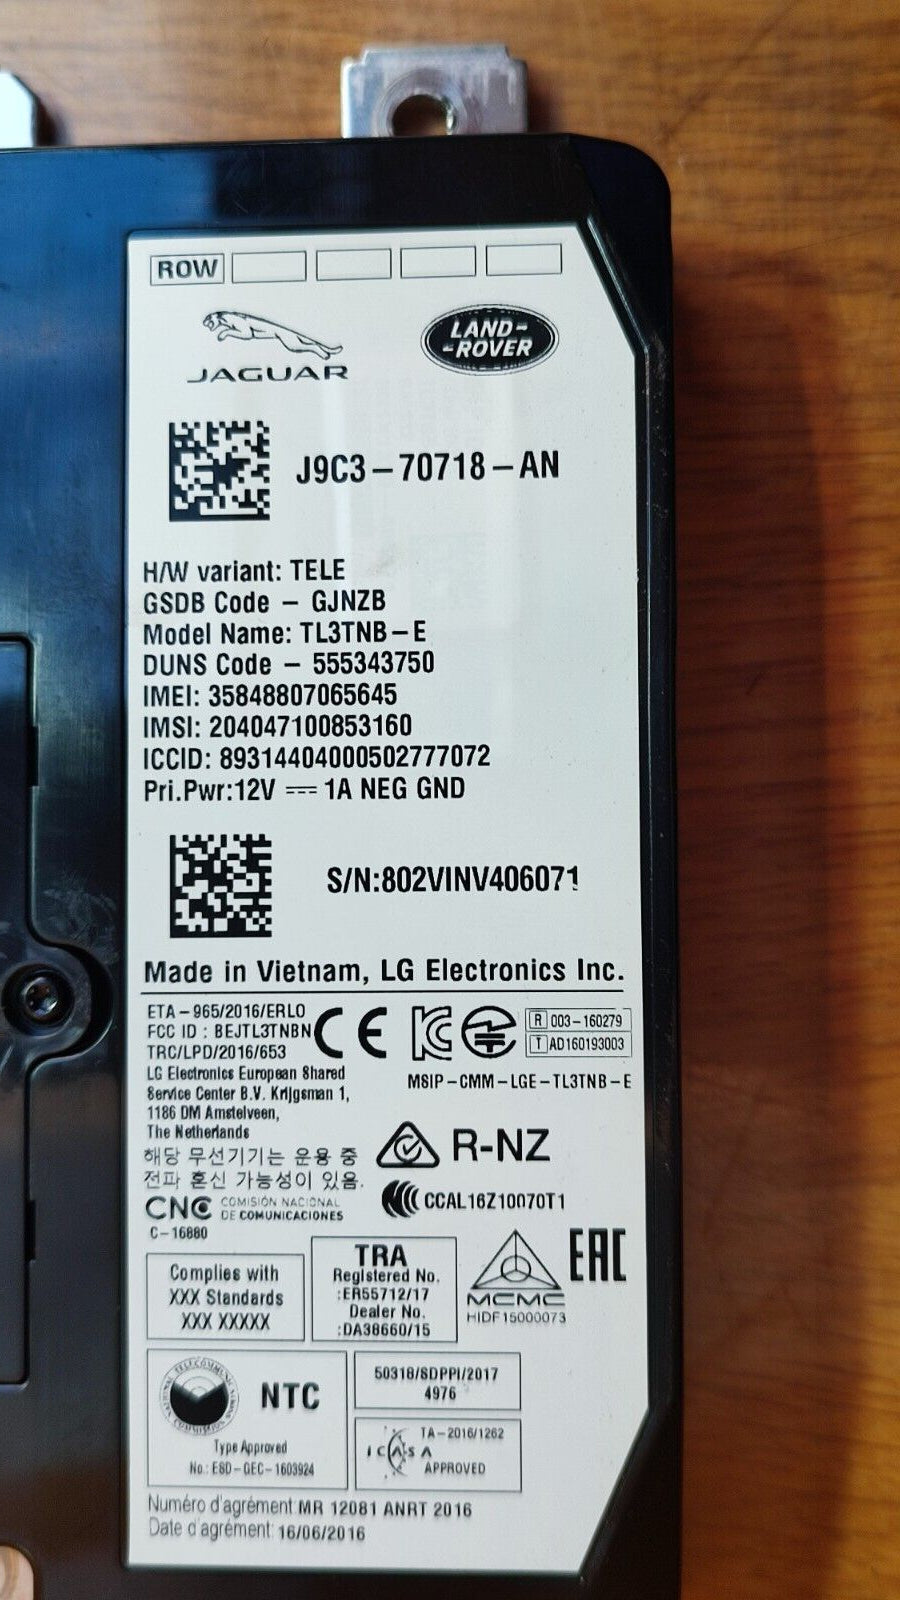 ROW
JAGUAR
LAND-
-ROVER
J9C3-70718-AN
H/W variant: TELE
GSDB Code - GJNZB
Model Name: TL3TNB-E
DUNS Code - 555343750
IMEI: 35848807065645
IMSI: 204047100853160
ICCID: 89314404000502777072
Pri.Pwr:12V ⎓ 1A NEG GND
S/N:802VINV406071
Made in Vietnam, LG Electronics Inc.
ETA-965/2016/ERLO
FCC ID : BEJTL3TNBN
TRC/LPD/2016/653
CE
R 003-160279
T AD160193003
LG Electronics European Shared
Service Center B.V. Krijgsman 1,
1186 DM Amstelveen,
The Netherlands
MSIP-CMM-LGE-TL3TNB-E
해당 무선기기는 운용 중
전파 혼신 가능성이 있음.
R-NZ
CNC COMISIÓN NACIONAL
DE COMUNICACIONES
C-16880
CCAL16Z10070T1
Complies with
XXX Standards
XXX XXXXX
TRA
Registered No.
:ER55712/17
Dealer No.
:DA38660/15
MCMC
HIDF15000073
EAC
NTC
Type Approved
No.: ESD-GEC-1603924
50318/SDPPI/2017
4976
ICASA
TA-2016/1262
APPROVED
Numéro d'agrément: MR 12081 ANRT 2016
Date d'agrément: 16/06/2016